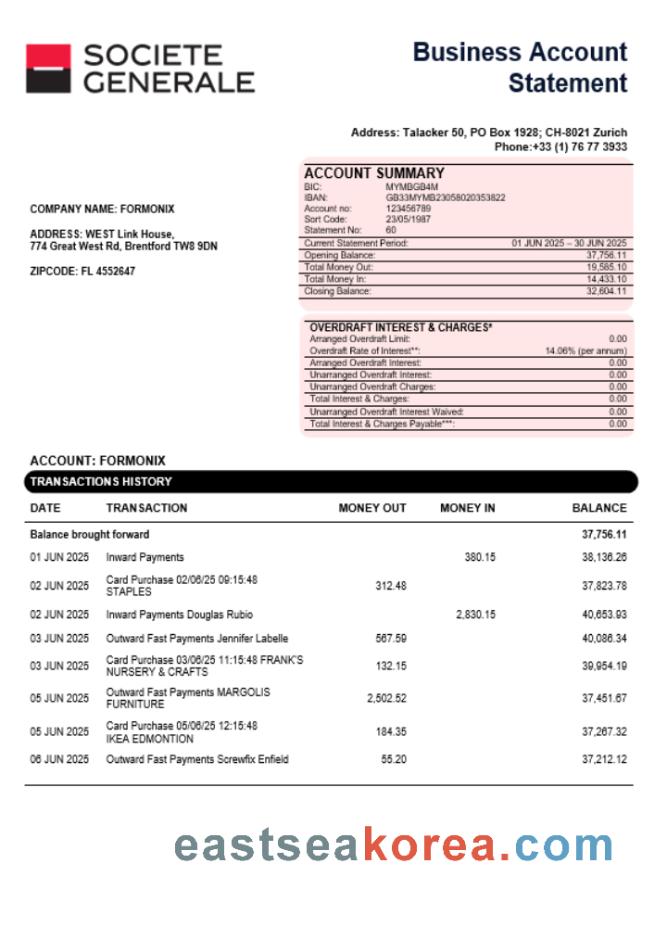 SOCIETE
GENERALE
Business Account
Statement
Address: Talacker 50, PO Box 1928; CH-8021 Zurich
Phone:+33 (1) 76 77 3933
COMPANY NAME: FORMONIX
ADDRESS: WEST Link House,
774 Great West Rd, Brentford TW8 9DN
ZIPCODE: FL 4552647
ACCOUNT SUMMARY
BIC: MYMBGB4M
IBAN: GB33MYMB23058020353822
Account no: 123456789
Sort Code: 23/05/1987
Statement No: 60
Current Statement Period: 01 JUN 2025 – 30 JUN 2025
Opening Balance: 37,756.11
Total Money Out: 19,585.10
Total Money In: 14,433.10
Closing Balance: 32,604.11
OVERDRAFT INTEREST & CHARGES*
Arranged Overdraft Limit: 0.00
Overdraft Rate of Interest**: 14.06% (per annum)
Arranged Overdraft Interest: 0.00
Unarranged Overdraft Interest: 0.00
Unarranged Overdraft Charges: 0.00
Total Interest & Charges: 0.00
Unarranged Overdraft Interest Waived: 0.00
Total Interest & Charges Payable***: 0.00
ACCOUNT: FORMONIX
TRANSACTIONS HISTORY
DATE TRANSACTION MONEY OUT MONEY IN BALANCE
Balance brought forward 37,756.11
01 JUN 2025 Inward Payments 380.15 38,136.26
02 JUN 2025 Card Purchase 02/06/25 09:15:48
STAPLES 312.48 37,823.78
02 JUN 2025 Inward Payments Douglas Rubio 2,830.15 40,653.93
03 JUN 2025 Outward Fast Payments Jennifer Labelle 567.59 40,086.34
03 JUN 2025 Card Purchase 03/06/25 11:15:48 FRANK'S
NURSERY & CRAFTS 132.15 39,954.19
05 JUN 2025 Outward Fast Payments MARGOLIS
FURNITURE 2,502.52 37,451.67
05 JUN 2025 Card Purchase 05/06/25 12:15:48
IKEA EDMONTION 184.35 37,267.32
06 JUN 2025 Outward Fast Payments Screwfix Enfield 55.20 37,212.12
eastseakorea.com